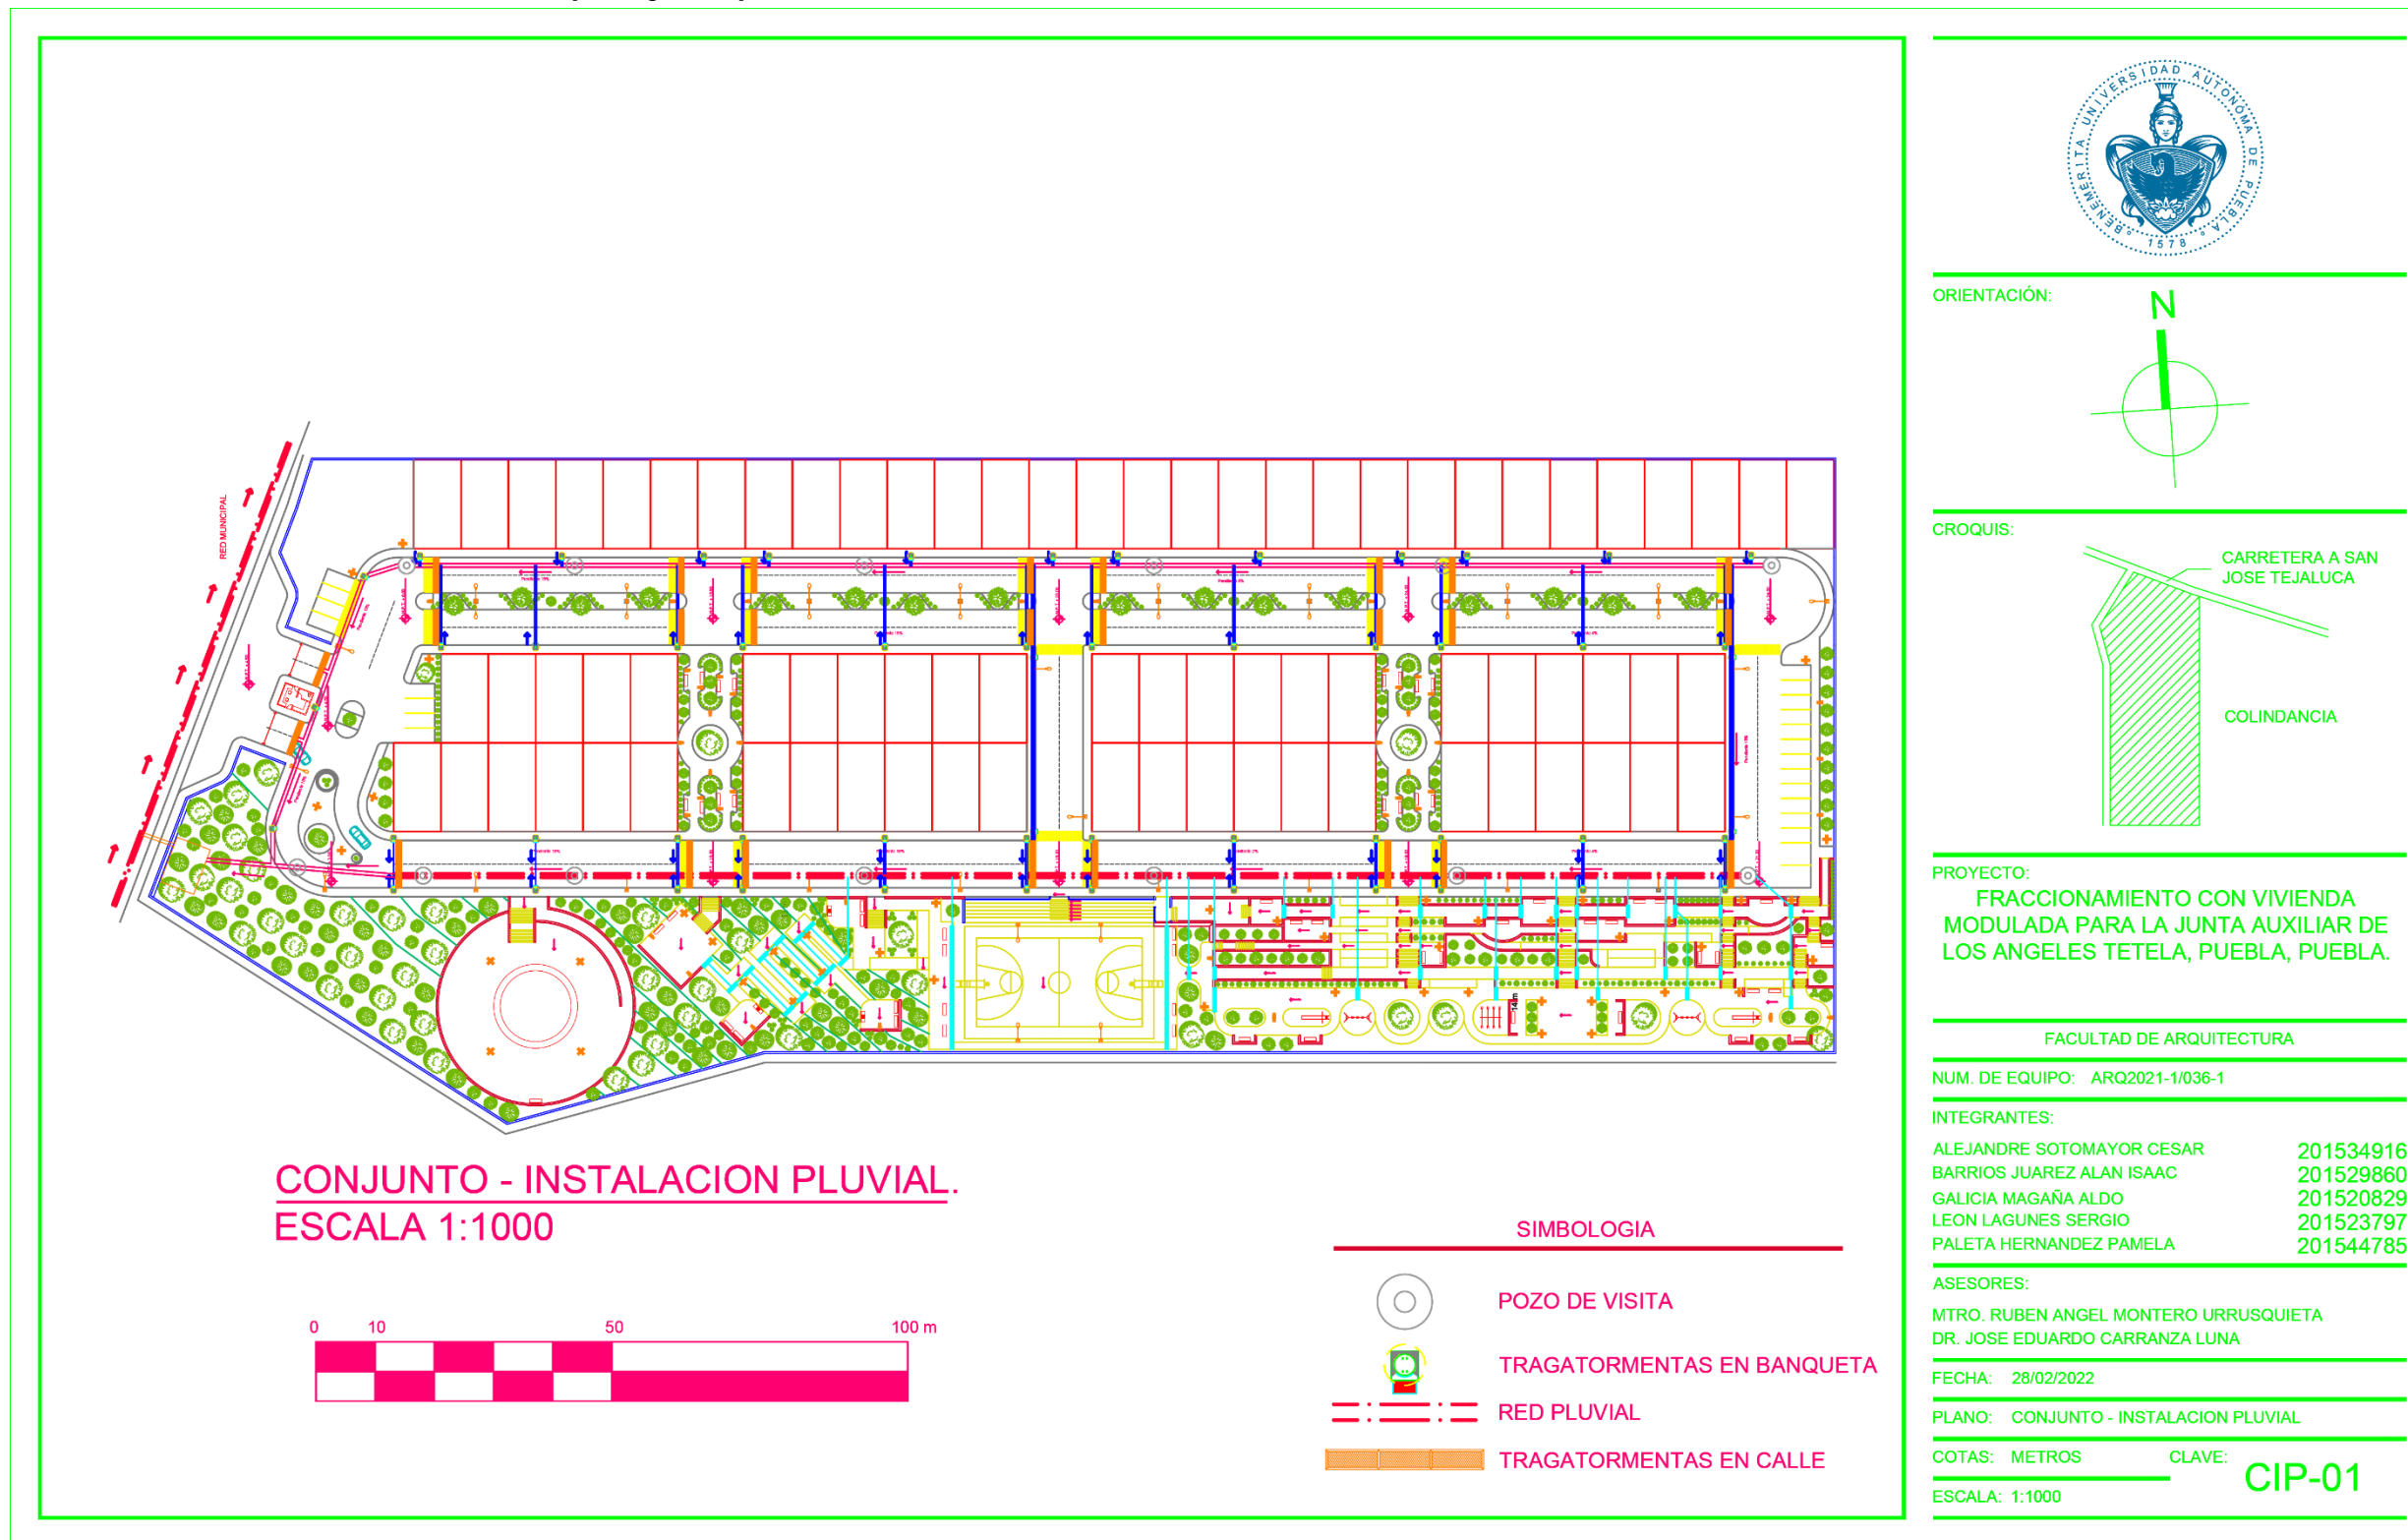 RED MUNICIPAL
CONJUNTO - INSTALACION PLUVIAL.
ESCALA 1:1000
0 10 50 100 m
SIMBOLOGIA
POZO DE VISITA
TRAGATORMENTAS EN BANQUETA
RED PLUVIAL
TRAGATORMENTAS EN CALLE
BENEMÉRITA UNIVERSIDAD AUTONÓMA DE PUEBLA
1578
ORIENTACIÓN:
N
CROQUIS:
CARRETERA A SAN
JOSE TEJALUCA
COLINDANCIA
PROYECTO:
FRACCIONAMIENTO CON VIVIENDA
MODULADA PARA LA JUNTA AUXILIAR DE
LOS ANGELES TETELA, PUEBLA, PUEBLA.
FACULTAD DE ARQUITECTURA
NUM. DE EQUIPO: ARQ2021-1/036-1
INTEGRANTES:
ALEJANDRE SOTOMAYOR CESAR 201534916
BARRIOS JUAREZ ALAN ISAAC 201529860
GALICIA MAGAÑA ALDO 201520829
LEON LAGUNES SERGIO 201523797
PALETA HERNANDEZ PAMELA 201544785
ASESORES:
MTRO. RUBEN ANGEL MONTERO URRUSQUIETA
DR. JOSE EDUARDO CARRANZA LUNA
FECHA: 28/02/2022
PLANO: CONJUNTO - INSTALACION PLUVIAL
COTAS: METROS CLAVE: CIP-01
ESCALA: 1:1000